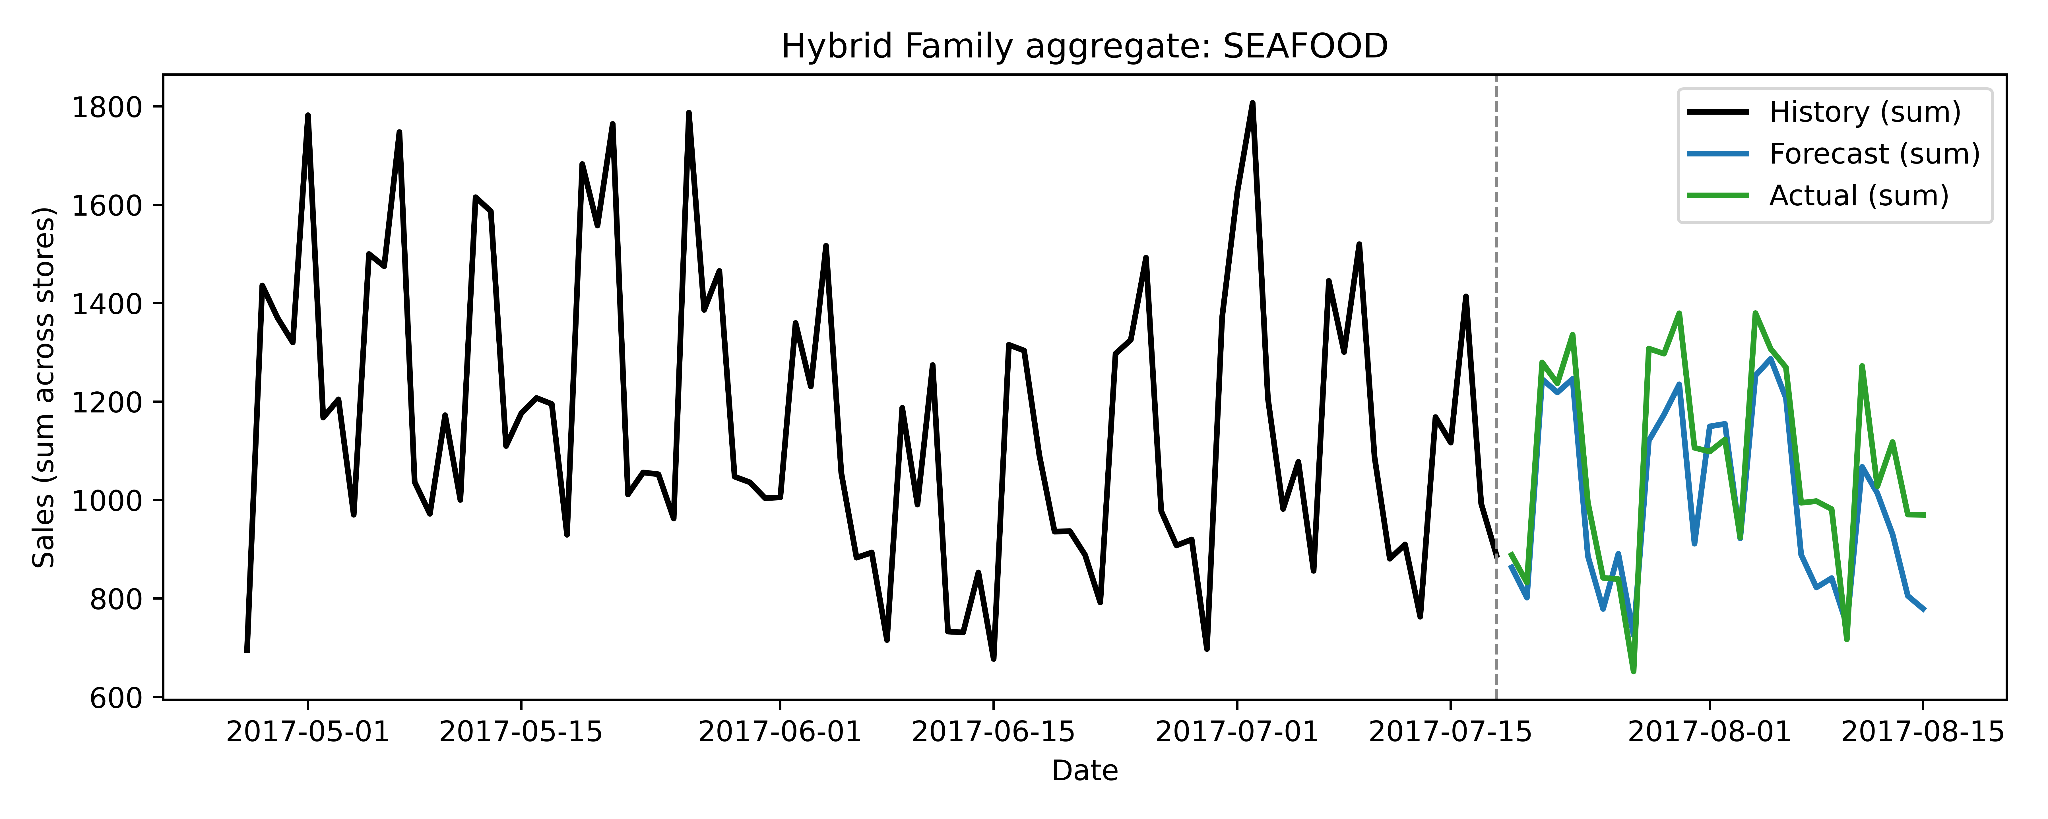 Hybrid Family aggregate: SEAFOOD
History (sum)
Forecast (sum)
Actual (sum)
Sales (sum across stores)
1800
1600
1400
1200
1000
800
600
2017-05-01
2017-05-15
2017-06-01
2017-06-15
2017-07-01
2017-07-15
2017-08-01
2017-08-15
Date